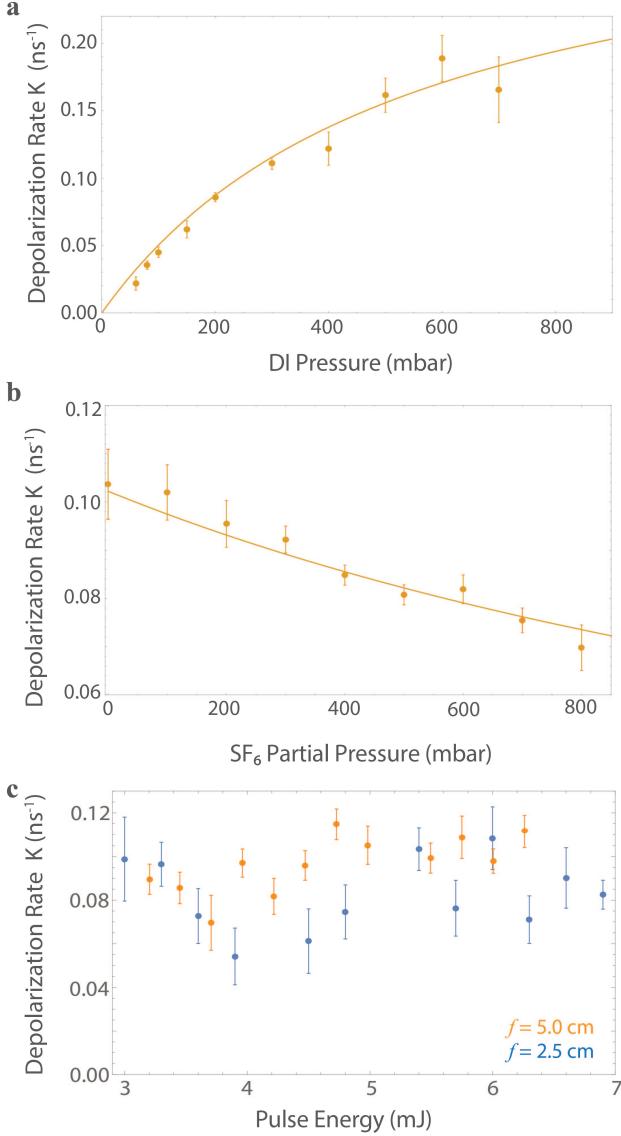 a
Depolarization Rate K (ns⁻¹)
0.20
0.15
0.10
0.05
0.00
0 200 400 600 800
DI Pressure (mbar)
b
Depolarization Rate K (ns⁻¹)
0.12
0.10
0.08
0.06
0 200 400 600 800
SF₆ Partial Pressure (mbar)
c
Depolarization Rate K (ns⁻¹)
0.12
0.08
0.04
0.00
f = 5.0 cm
f = 2.5 cm
3 4 5 6 7
Pulse Energy (mJ)